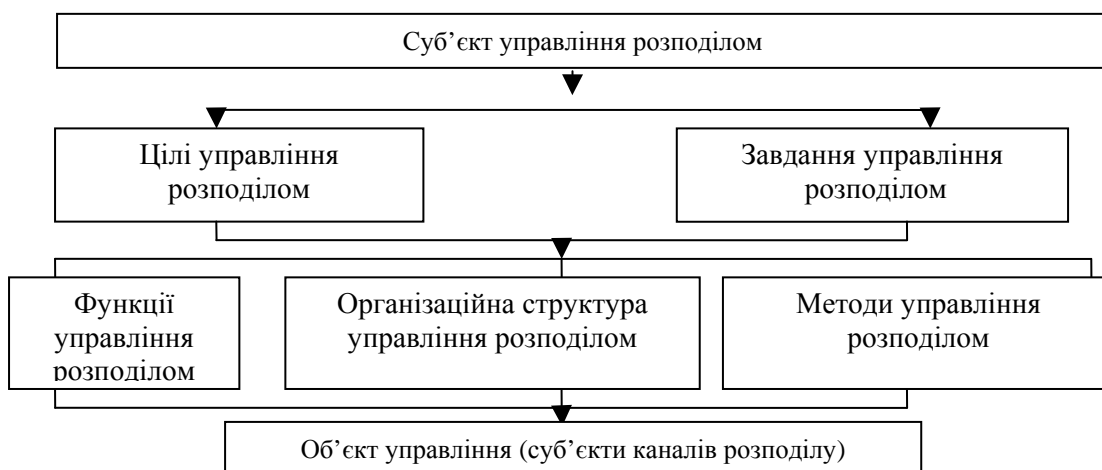 Суб’єкт управління розподілом
Цілі управління
розподілом
Завдання управління
розподілом
Функції
управління
розподілом
Організаційна структура
управління розподілом
Методи управління
розподілом
Об’єкт управління (суб’єкти каналів розподілу)